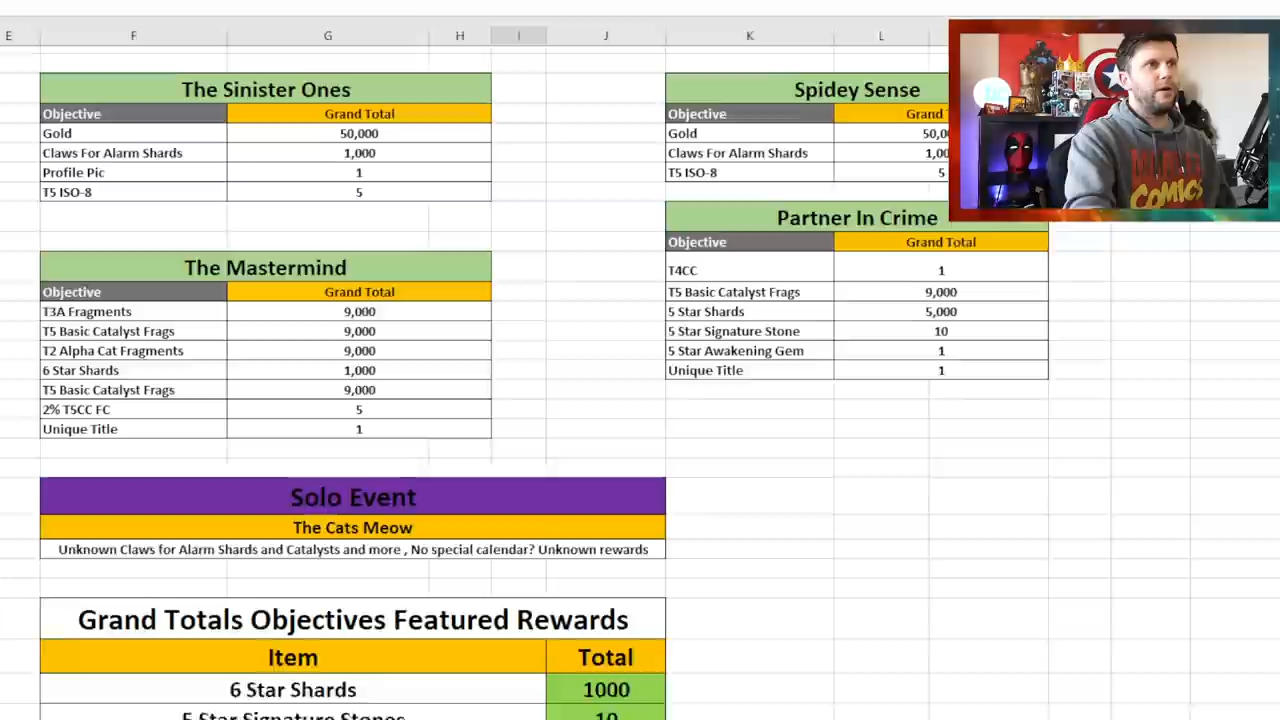 E F G H I J K L
The Sinister Ones
Objective Grand Total
Gold 50,000
Claws For Alarm Shards 1,000
Profile Pic 1
T5 ISO-8 5
Spidey Sense
Objective
Gold
Claws For Alarm Shards
T5 ISO-8 5
MARVEL
COMICS
Partner In Crime
Objective Grand Total
T4CC 1
T5 Basic Catalyst Frags 9,000
5 Star Shards 5,000
5 Star Signature Stone 10
5 Star Awakening Gem 1
Unique Title 1
The Mastermind
Objective Grand Total
T3A Fragments 9,000
T5 Basic Catalyst Frags 9,000
T2 Alpha Cat Fragments 9,000
6 Star Shards 1,000
T5 Basic Catalyst Frags 9,000
2% T5CC FC 5
Unique Title 1
Solo Event
The Cats Meow
Unknown Claws for Alarm Shards and Catalysts and more , No special calendar? Unknown rewards
Grand Totals Objectives Featured Rewards
Item Total
6 Star Shards 1000
5 Star Signature Stones 10